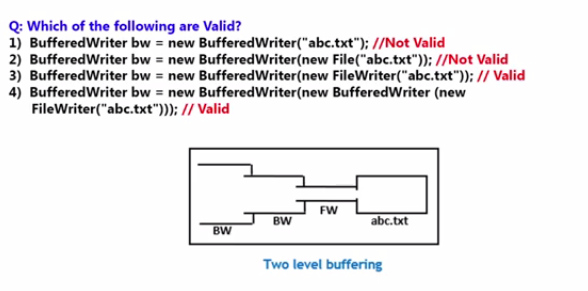 Q: Which of the following are Valid?
1) BufferedWriter bw = new BufferedWriter("abc.txt"); //Not Valid
2) BufferedWriter bw = new BufferedWriter(new File("abc.txt")); //Not Valid
3) BufferedWriter bw = new BufferedWriter(new FileWriter("abc.txt")); // Valid
4) BufferedWriter bw = new BufferedWriter(new BufferedWriter (new
FileWriter("abc.txt"))); // Valid
FW
BW
abc.txt
BW
Two level buffering